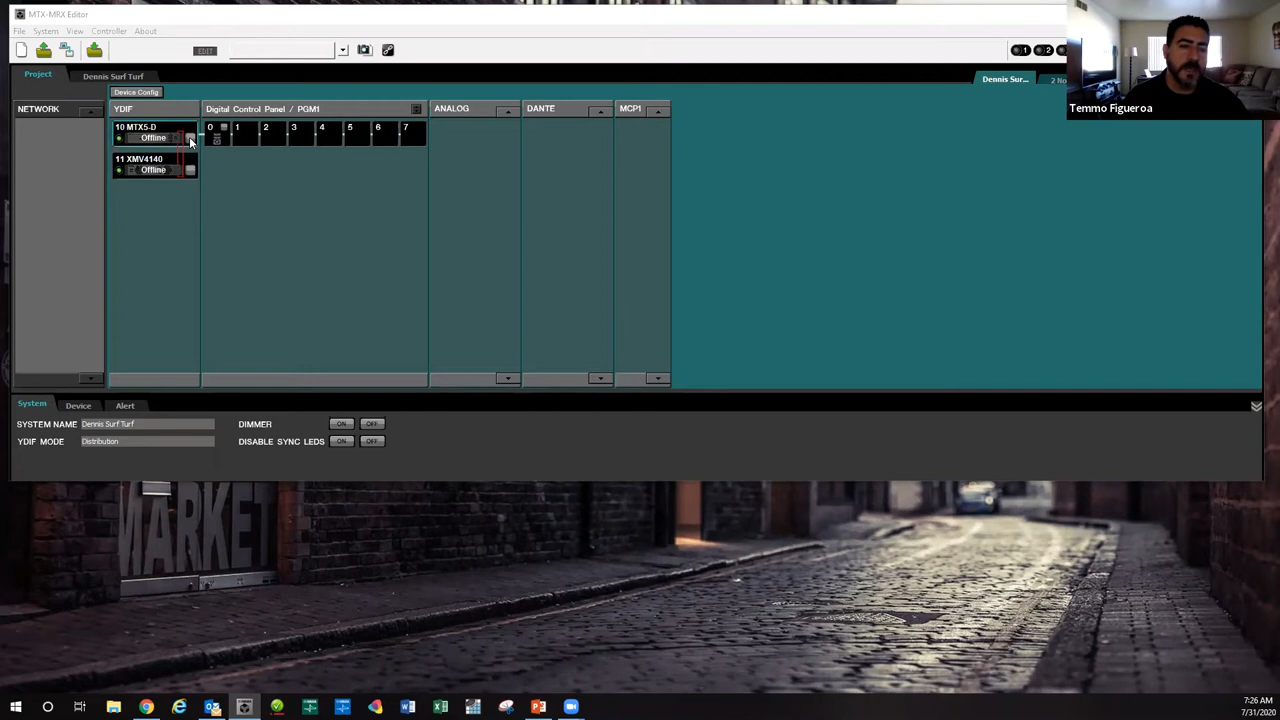 MTX-MRX Editor
File System View Controller About
EDIT
1 2
Temmo Figueroa
Project Dennis Surf Turf Dennis Sur...
Device Config
NETWORK YDIF Digital Control Panel / PGM1 ANALOG DANTE MCP1
10 MTX5-D 0 1 2 3 4 5 6 7
Offline
11 XMV4140
Offline
System Device Alert
SYSTEM NAME Dennis Surf Turf DIMMER ON OFF
YDIF MODE Distribution DISABLE SYNC LEDS ON OFF
MARKET
7:26 AM
7/31/2020